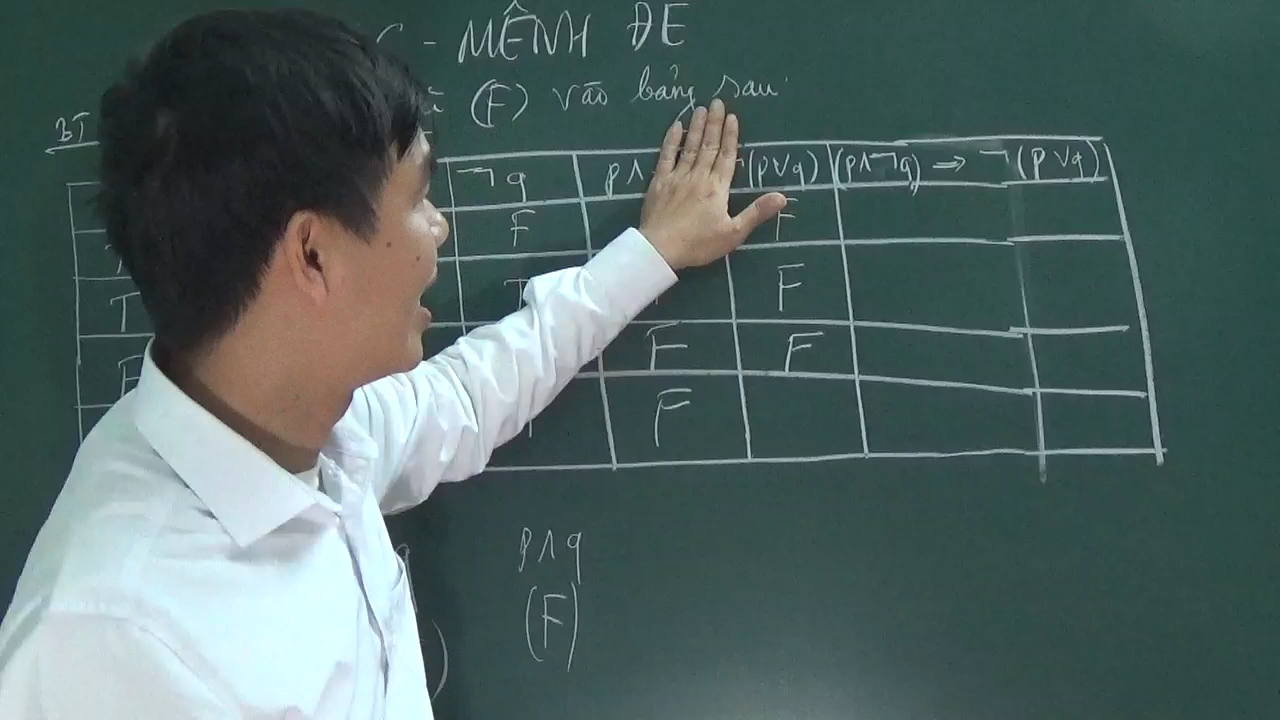 C - MỆNH ĐỀ
(F) vào bảng sau
BT
¬q p∧ ¬(p∨q) (p∧¬q) → ¬(p∨q)
F F
T T F
F F F
F
p∧q
(F)